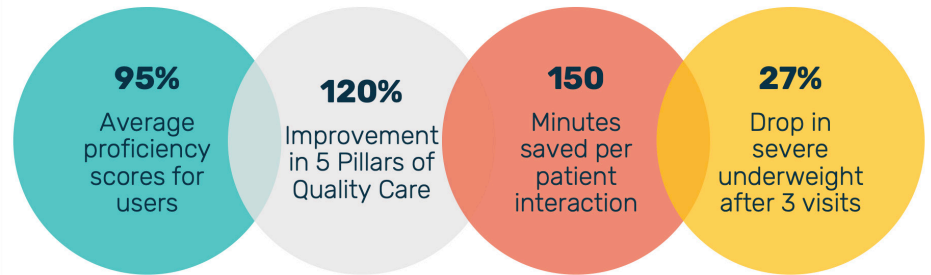 95%
Average
proficiency
scores for
users
120%
Improvement
in 5 Pillars of
Quality Care
150
Minutes
saved per
patient
interaction
27%
Drop in
severe
underweight
after 3 visits